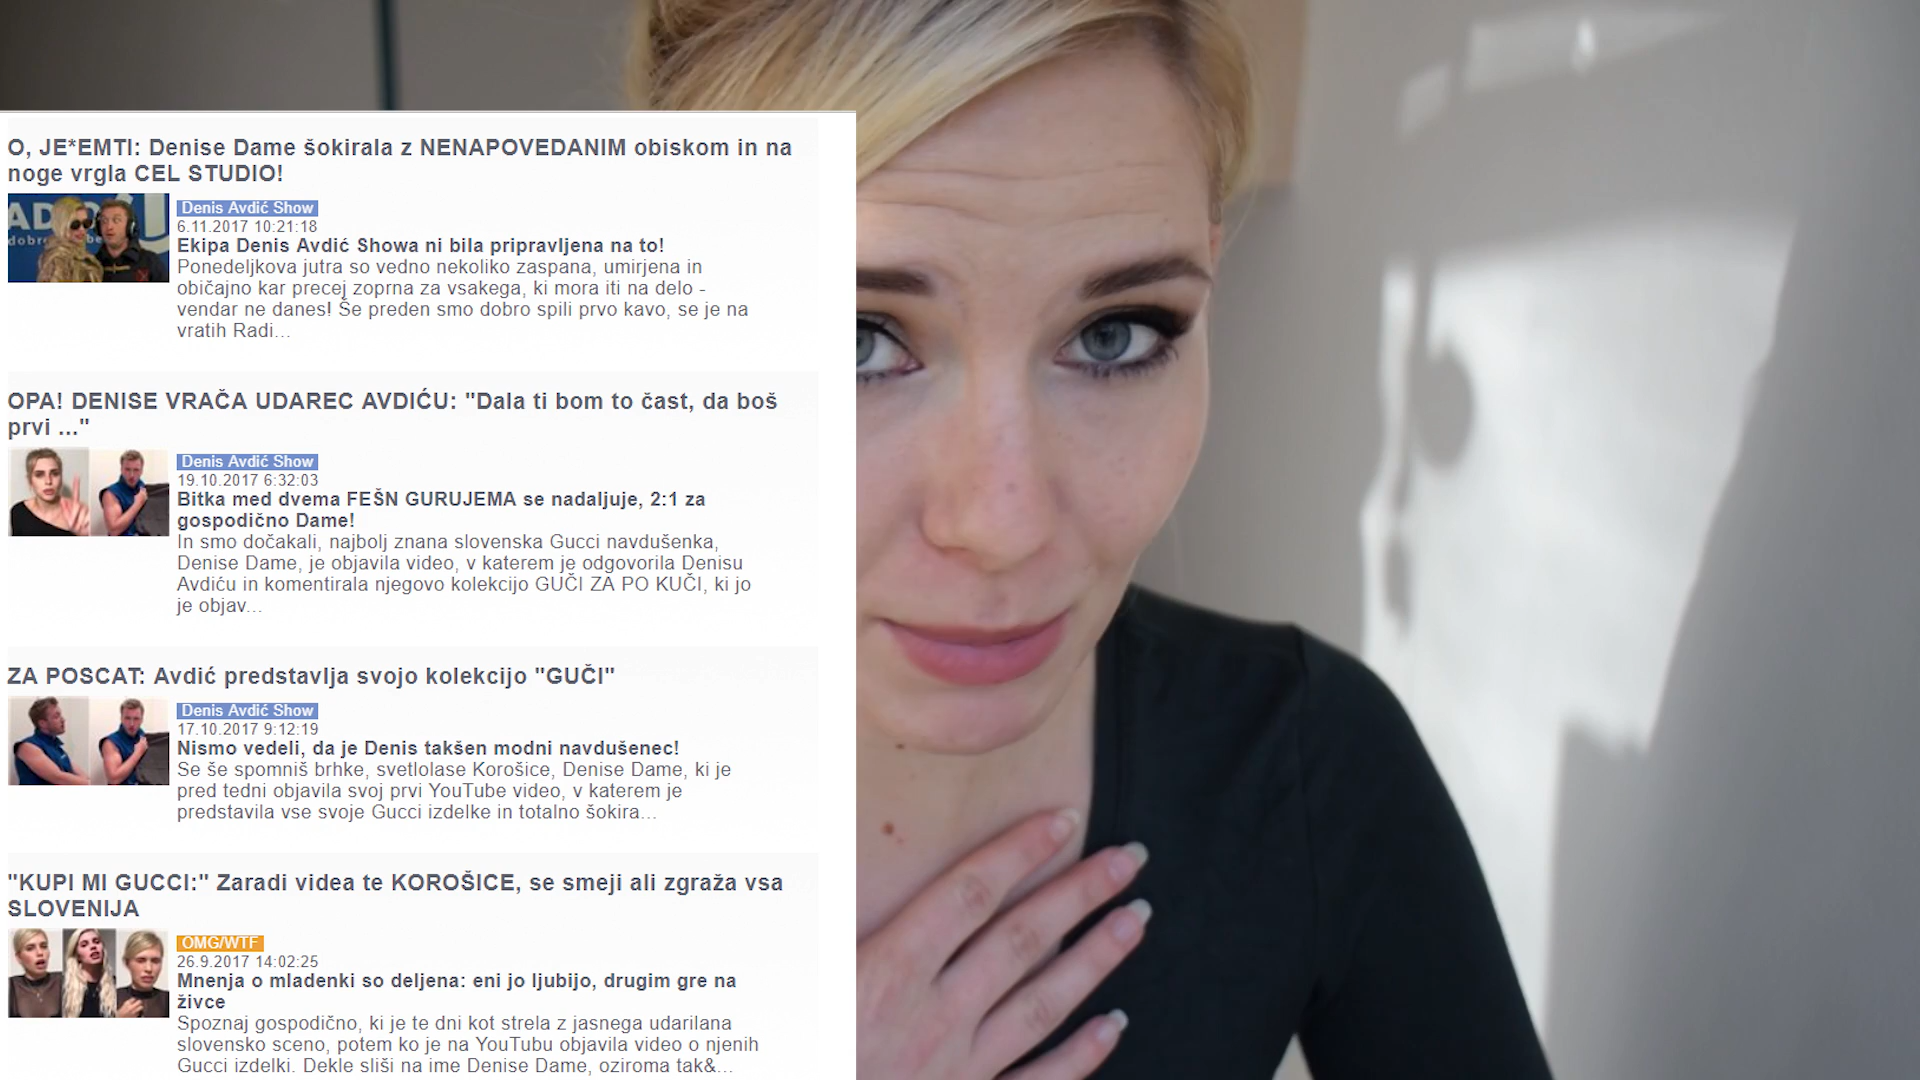 O, JE*EMTI: Denise Dame šokirala z NENAPOVEDANIM obiskom in na
noge vrgla CEL STUDIO!
Denis Avdić Show
6.11.2017 10:21:18
Ekipa Denis Avdić Showa ni bila pripravljena na to!
Ponedeljkova jutra so vedno nekoliko zaspana, umirjena in
običajno kar precej zoprna za vsakega, ki mora iti na delo -
vendar ne danes! Še preden smo dobro spili prvo kavo, se je na
vratih Radi...
OPA! DENISE VRAČA UDAREC AVDIĆU: "Dala ti bom to čast, da boš
prvi ..."
Denis Avdić Show
19.10.2017 6:32:03
Bitka med dvema FEŠN GURUJEMA se nadaljuje, 2:1 za
gospodično Dame!
In smo dočakali, najbolj znana slovenska Gucci navdušenka,
Denise Dame, je objavila video, v katerem je odgovorila Denisu
Avdiću in komentirala njegovo kolekcijo GUČI ZA PO KUČI, ki jo
je objav...
ZA POSCAT: Avdić predstavlja svojo kolekcijo "GUČI"
Denis Avdić Show
17.10.2017 9:12:19
Nismo vedeli, da je Denis takšen modni navdušenec!
Se še spomniš brhke, svetlolase Korošice, Denise Dame, ki je
pred tedni objavila svoj prvi YouTube video, v katerem je
predstavila vse svoje Gucci izdelke in totalno šokira...
"KUPI MI GUCCI:" Zaradi videa te KOROŠICE, se smeji ali zgraža vsa
SLOVENIJA
OMG/WTF
26.9.2017 14:02:25
Mnenja o mladenki so deljena: eni jo ljubijo, drugim gre na
živce
Spoznaj gospodično, ki je te dni kot strela z jasnega udarilana
slovensko sceno, potem ko je na YouTubu objavila video o njenih
Gucci izdelki. Dekle sliši na ime Denise Dame, oziroma tak&...